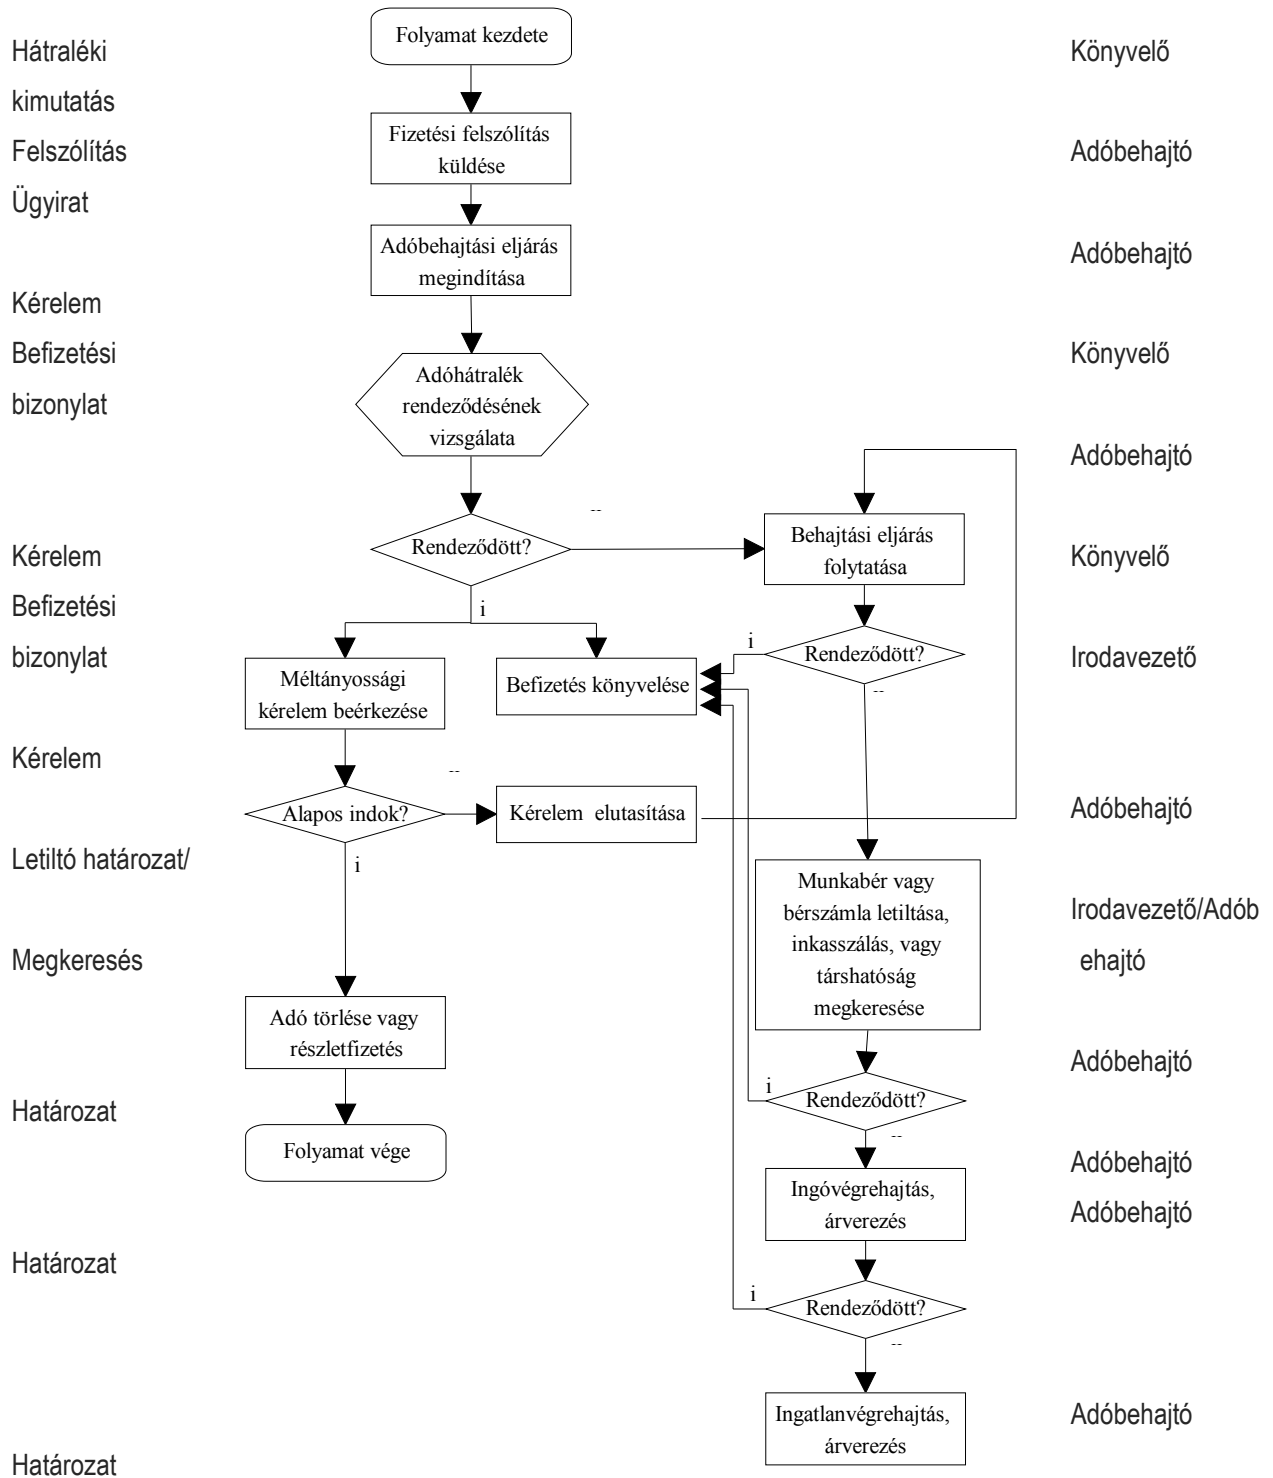 Folyamat kezdete
Hátraléki
kimutatás
Könyvelő
Fizetési felszólítás
küldése
Felszólítás
Adóbehajtó
Ügyirat
Adóbehajtási eljárás
megindítása
Adóbehajtó
Kérelem
Befizetési
bizonylat
Könyvelő
Adóhátralék
rendeződésének
vizsgálata
Adóbehajtó
--
Rendeződött?
Behajtási eljárás
folytatása
Kérelem
Befizetési
bizonylat
Könyvelő
i
i
Rendeződött?
Irodavezető
--
Méltányossági
kérelem beérkezése
Befizetés könyvelése
Kérelem
--
Alapos indok?
Kérelem elutasítása
Adóbehajtó
i
Letiltó határozat/
Munkabér vagy
bérszámla letiltása,
inkasszálás, vagy
társhatóság
megkeresése
Irodavezető/Adób
ehajtó
Megkeresés
Adó törlése vagy
részletfizetés
Adóbehajtó
i
Rendeződött?
--
Határozat
Folyamat vége
Adóbehajtó
Ingóvégrehajtás,
árverezés
Adóbehajtó
Határozat
i
Rendeződött?
--
Ingatlanvégrehajtás,
árverezés
Adóbehajtó
Határozat